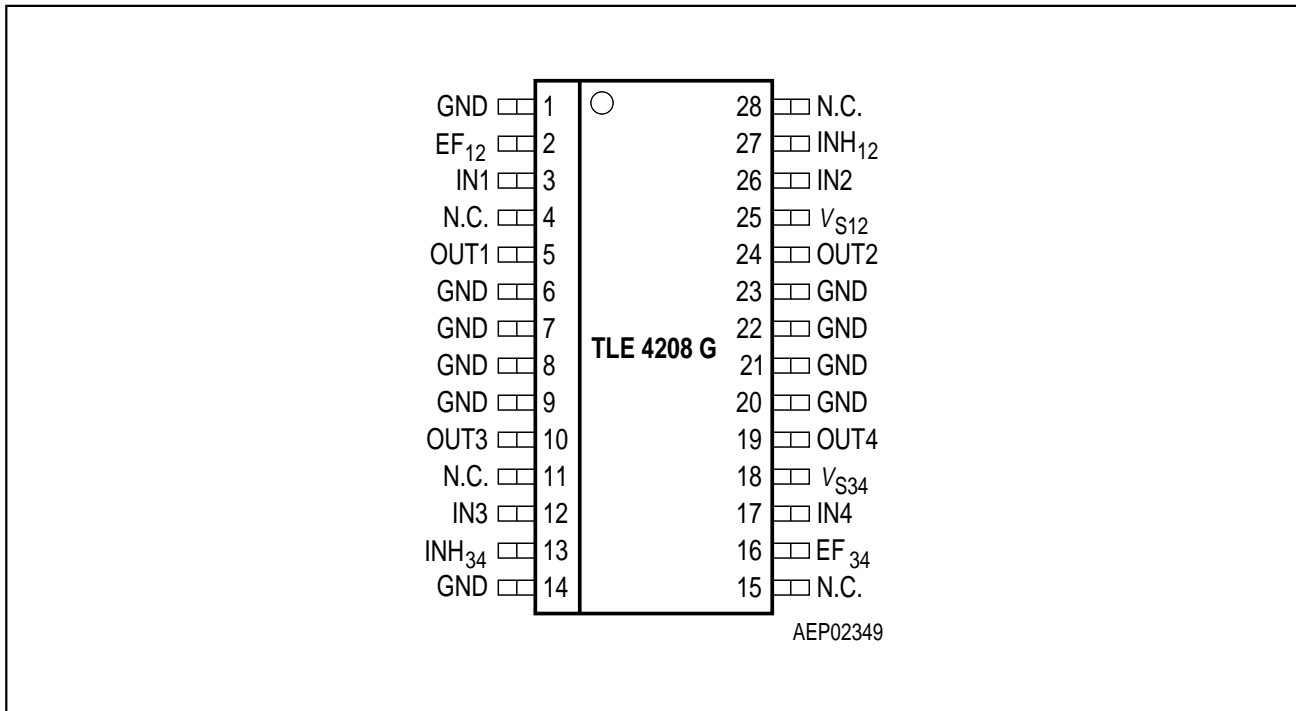 GND 1 28 N.C.
EF12 2 27 INH12
IN1 3 26 IN2
N.C. 4 25 VS12
OUT1 5 24 OUT2
GND 6 23 GND
GND 7 22 GND
TLE 4208 G
GND 8 21 GND
GND 9 20 GND
OUT3 10 19 OUT4
N.C. 11 18 VS34
IN3 12 17 IN4
INH34 13 16 EF34
GND 14 15 N.C.
AEP02349